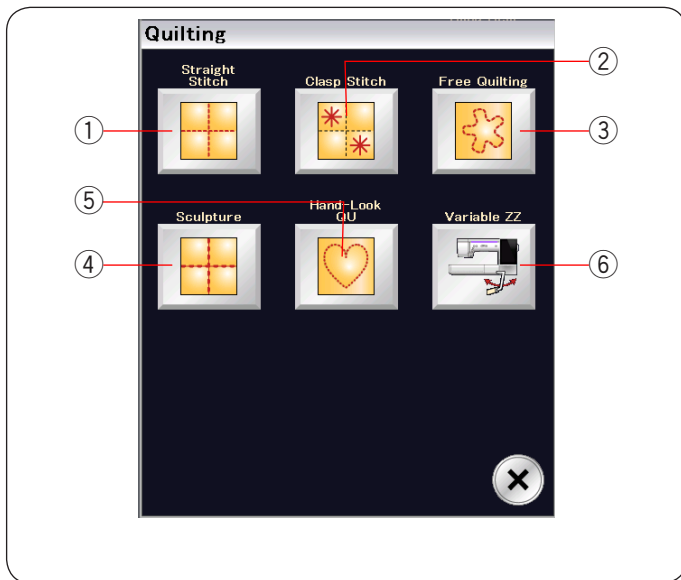 Quilting
Straight
Stitch
Clasp Stitch
Free Quilting
①
②
③
Sculpture
Hand-Look
QU
Variable ZZ
④
⑤
⑥